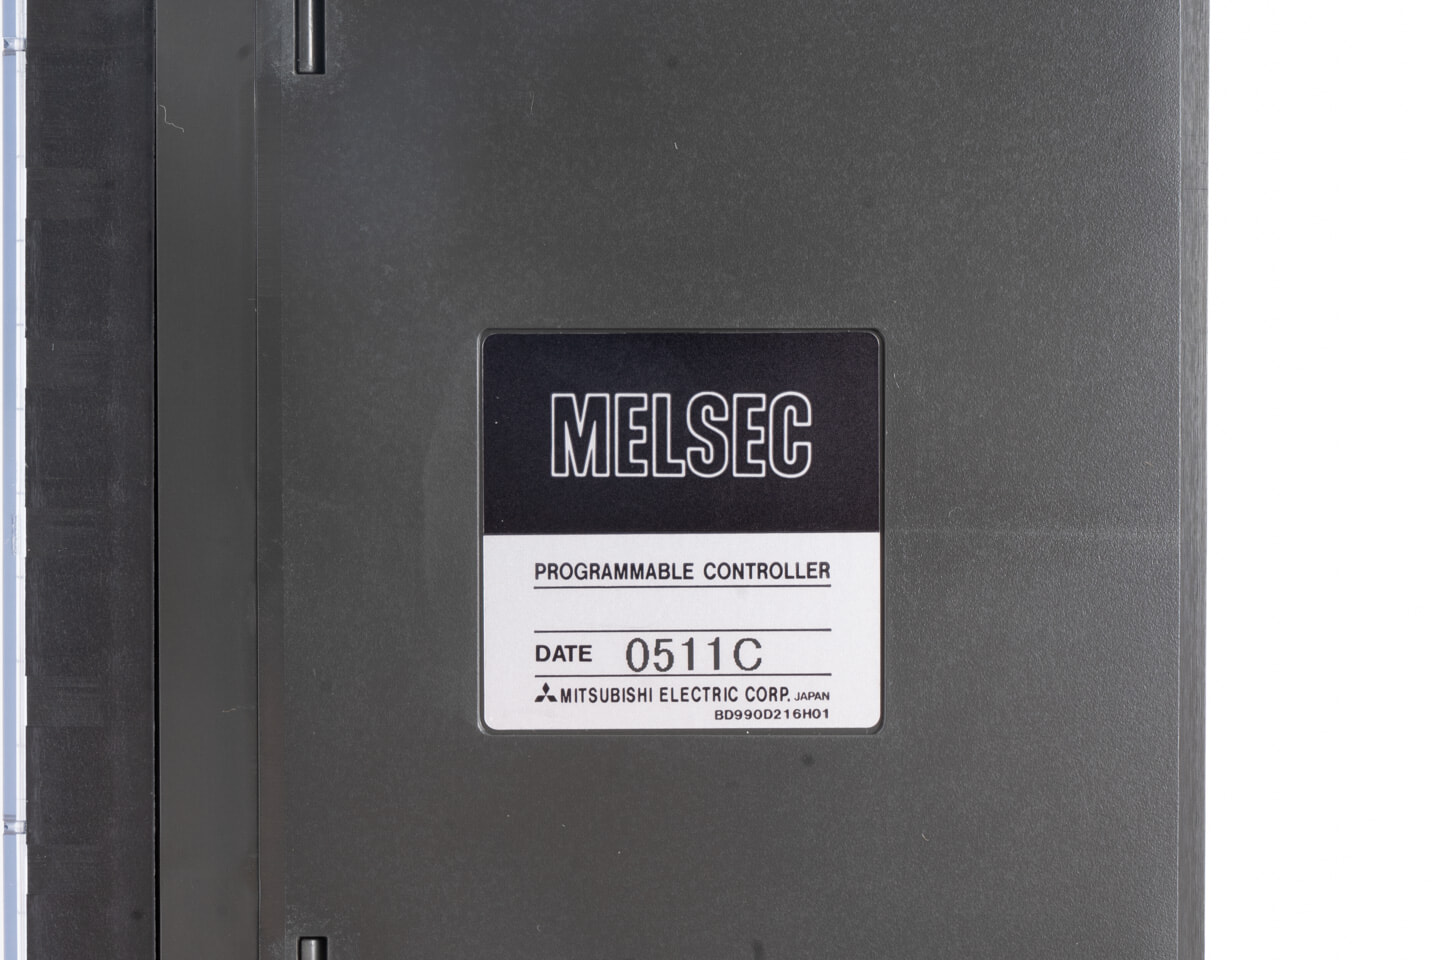 MELSEC
PROGRAMMABLE CONTROLLER
DATE 0511C
MITSUBISHI ELECTRIC CORP. JAPAN
BD990D216H01